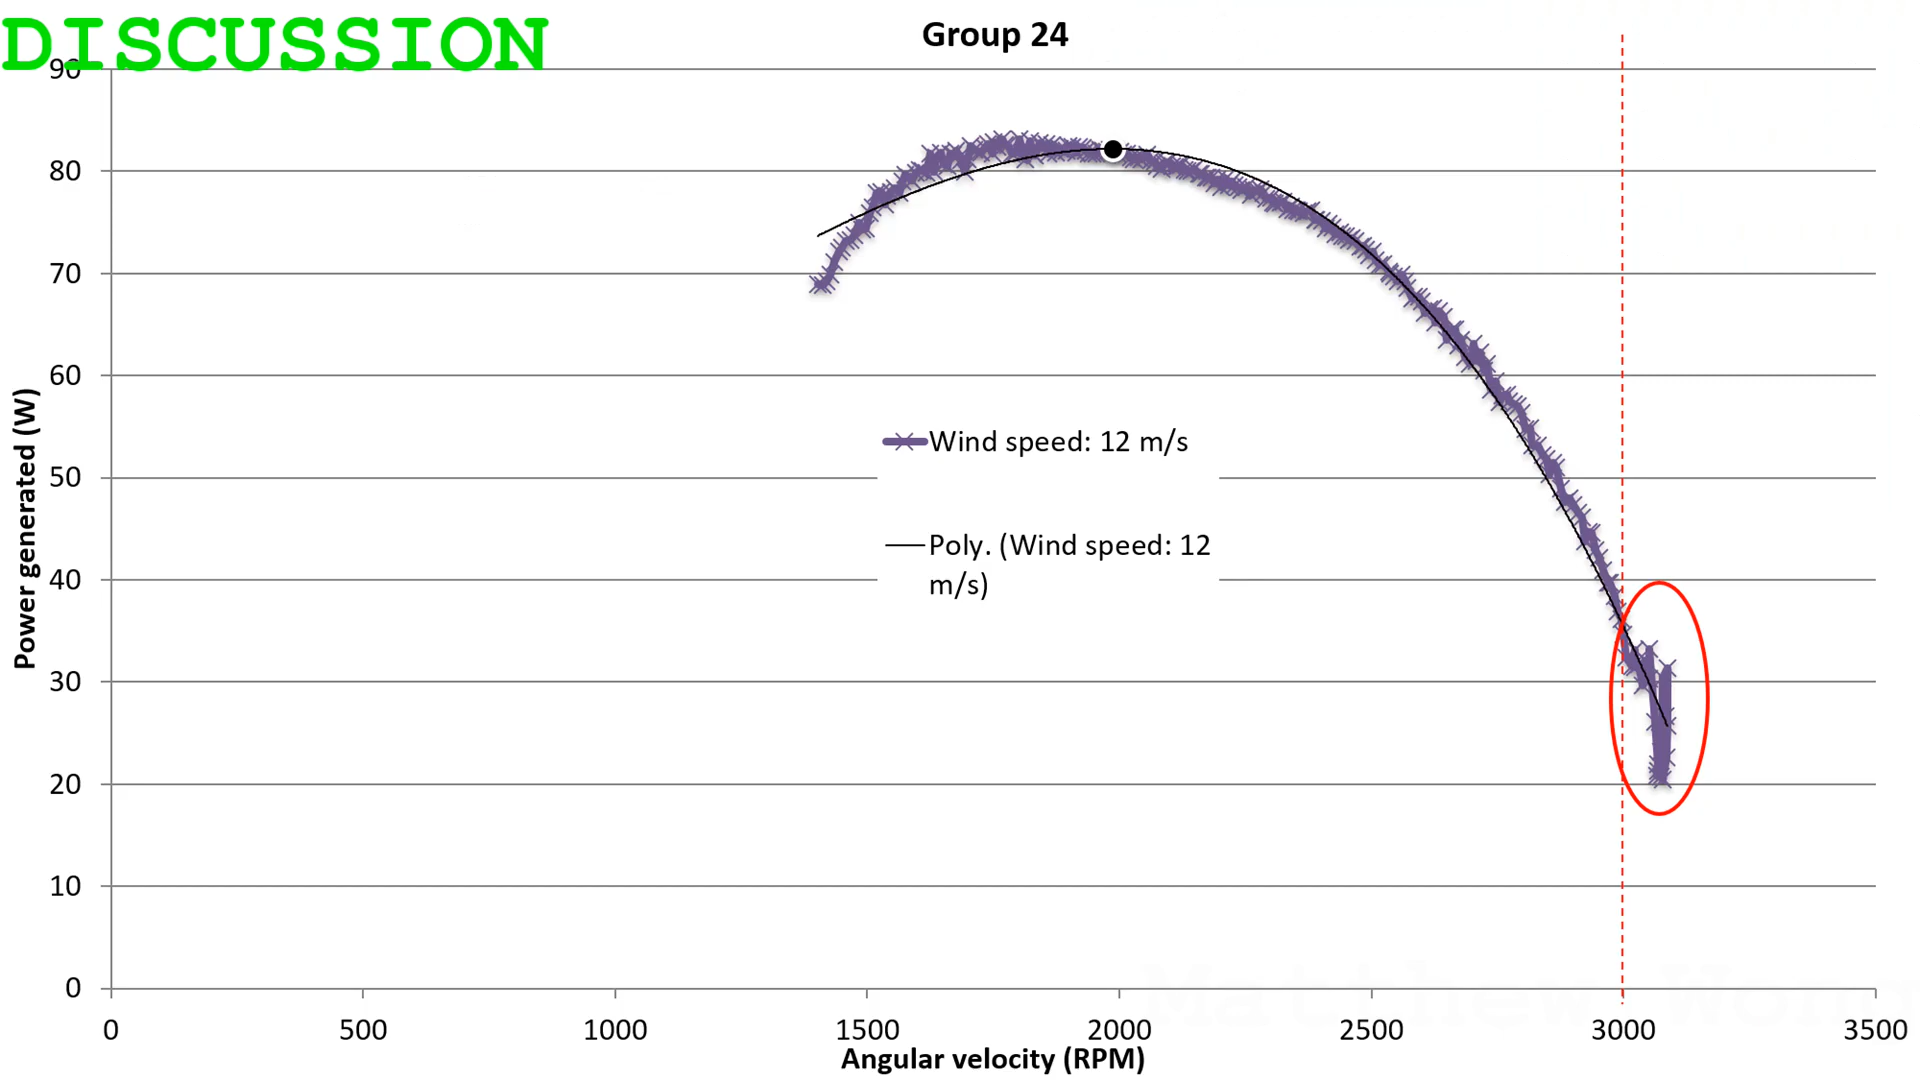 DISCUSSION
Group 24
90
80
70
60
50
40
30
20
10
0
Power generated (W)
Wind speed: 12 m/s
Poly. (Wind speed: 12
m/s)
0 500 1000 1500 2000 2500 3000 3500
Angular velocity (RPM)